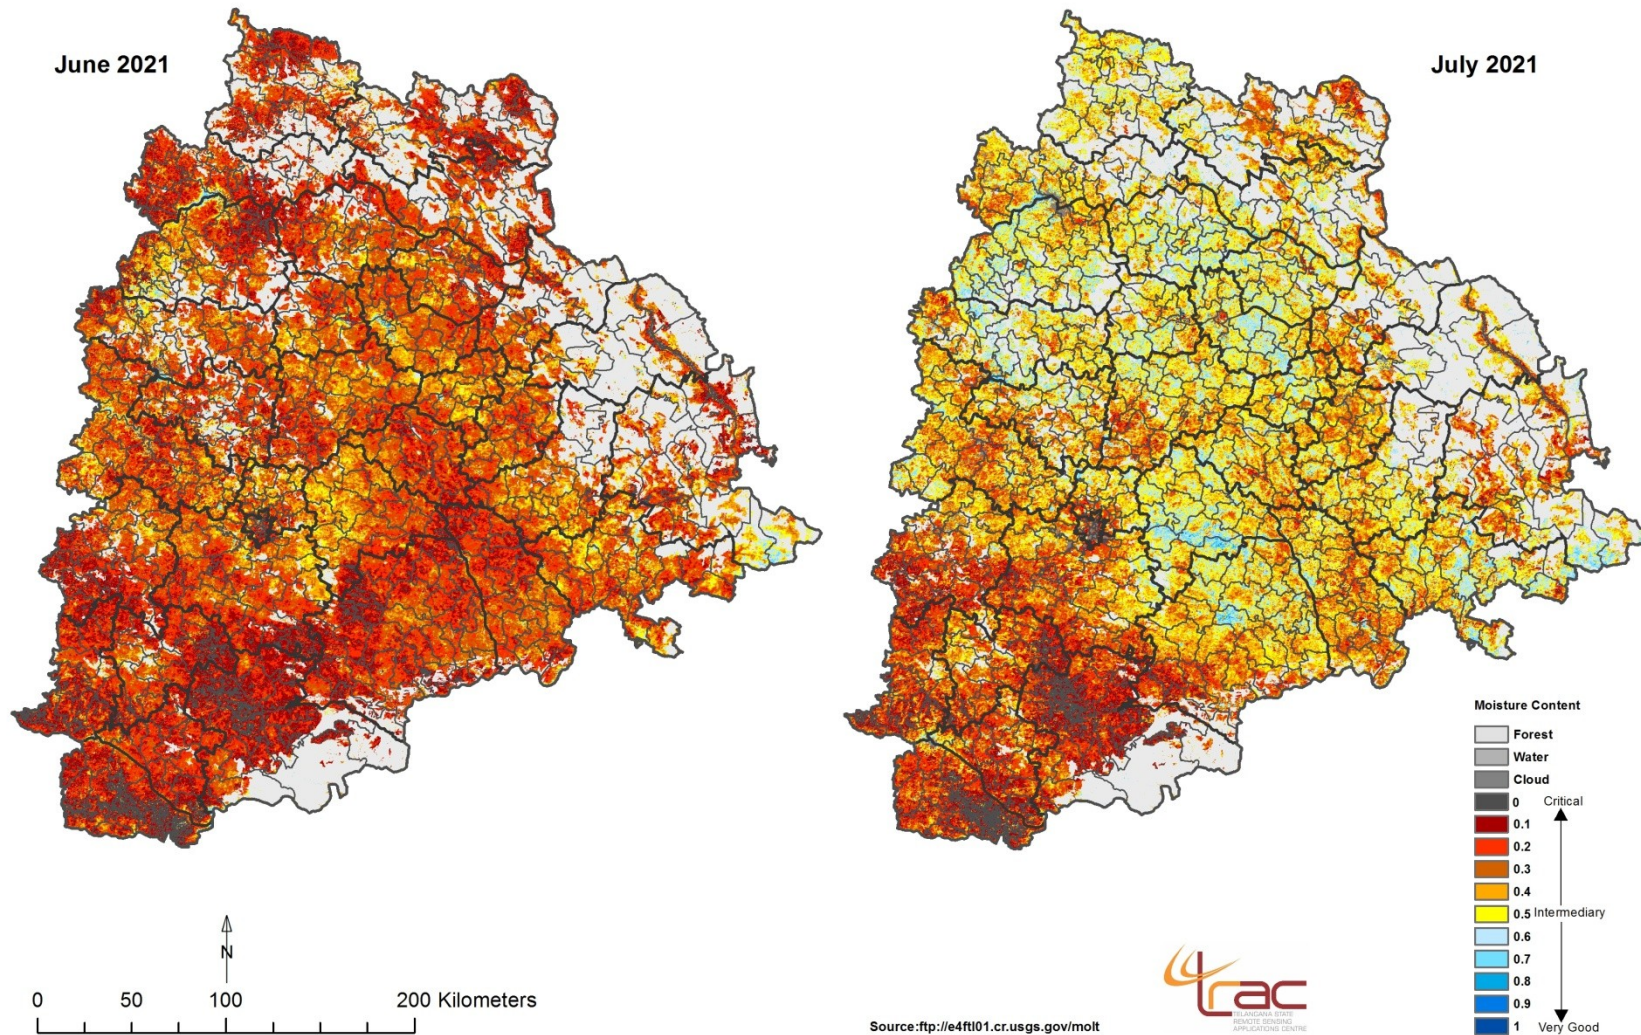 June 2021
July 2021
Moisture Content
Forest
Water
Cloud
0 Critical
0.1
0.2
0.3
0.4
0.5 Intermediary
0.6
0.7
0.8
0.9
1 Very Good
N
0 50 100 200 Kilometers
trac
TELANGANA STATE
REMOTE SENSING
APPLICATIONS CENTRE
Source:ftp://e4ftl01.cr.usgs.gov/molt